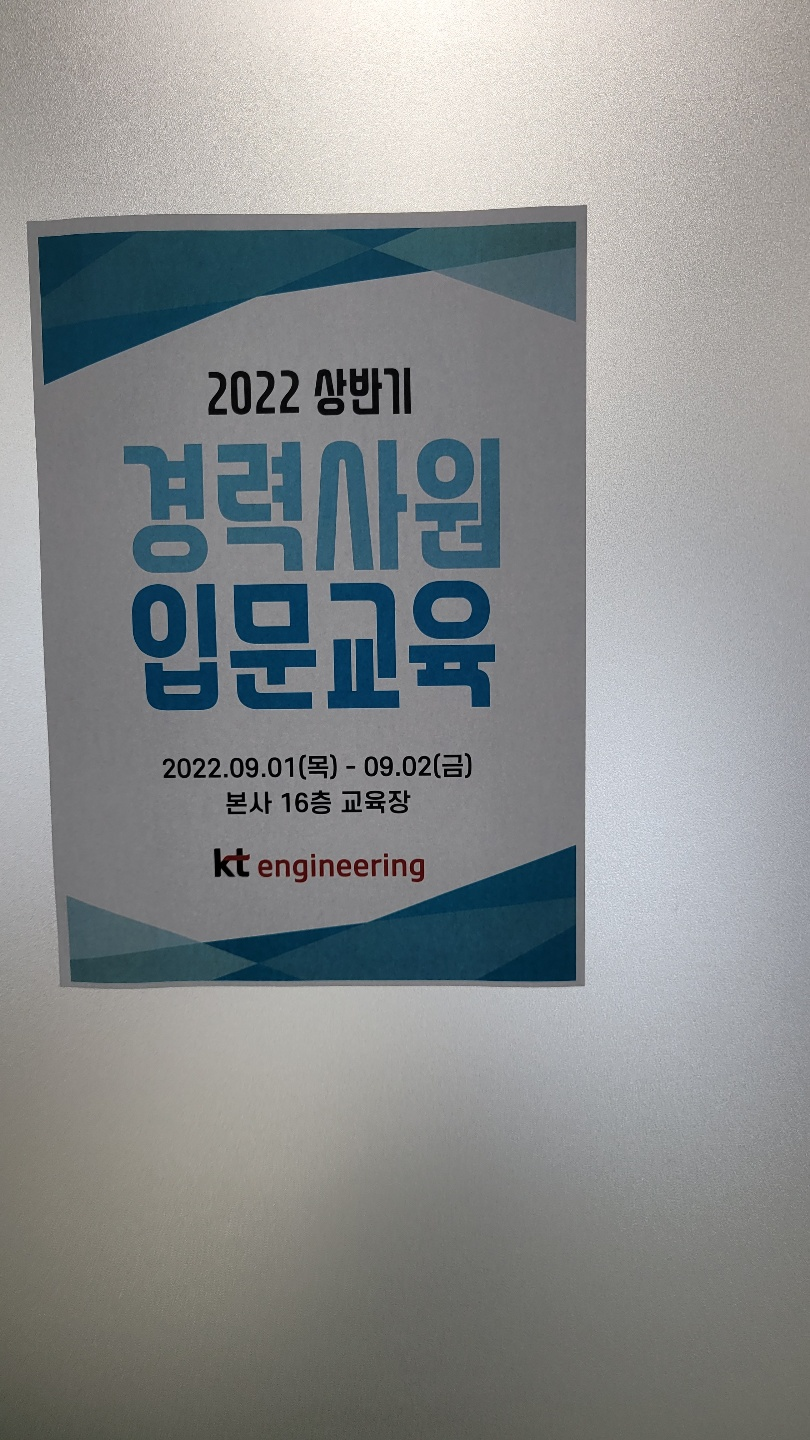 2022 상반기
경력사원
입문교육
2022.09.01(목) - 09.02(금)
본사 16층 교육장
kt engineering